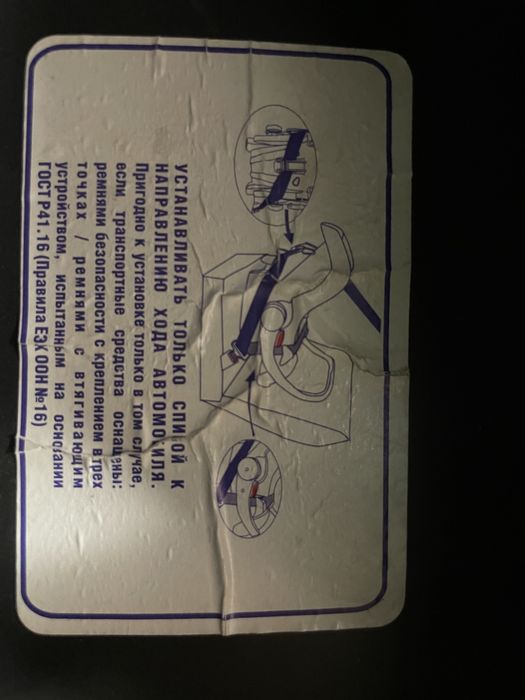 УСТАНАВЛИВАТЬ ТОЛЬКО СПИНОЙ К
НАПРАВЛЕНИЮ ХОДА АВТОМОБИЛЯ.
Пригодно к установке только в том случае,
если транспортные средства оснащены:
ремнями безопасности с креплением в трех
точках / ремнями с втягивающим
устройством, испытанным на основании
ГОСТ Р41.16 (Правила ЕЭК ООН №16)